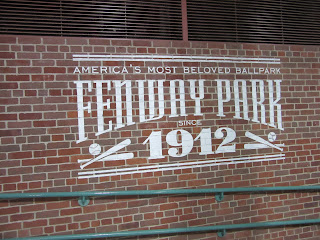 AMERICA'S MOST BELOVED BALLPARK
FENWAY PARK
SINCE
1912